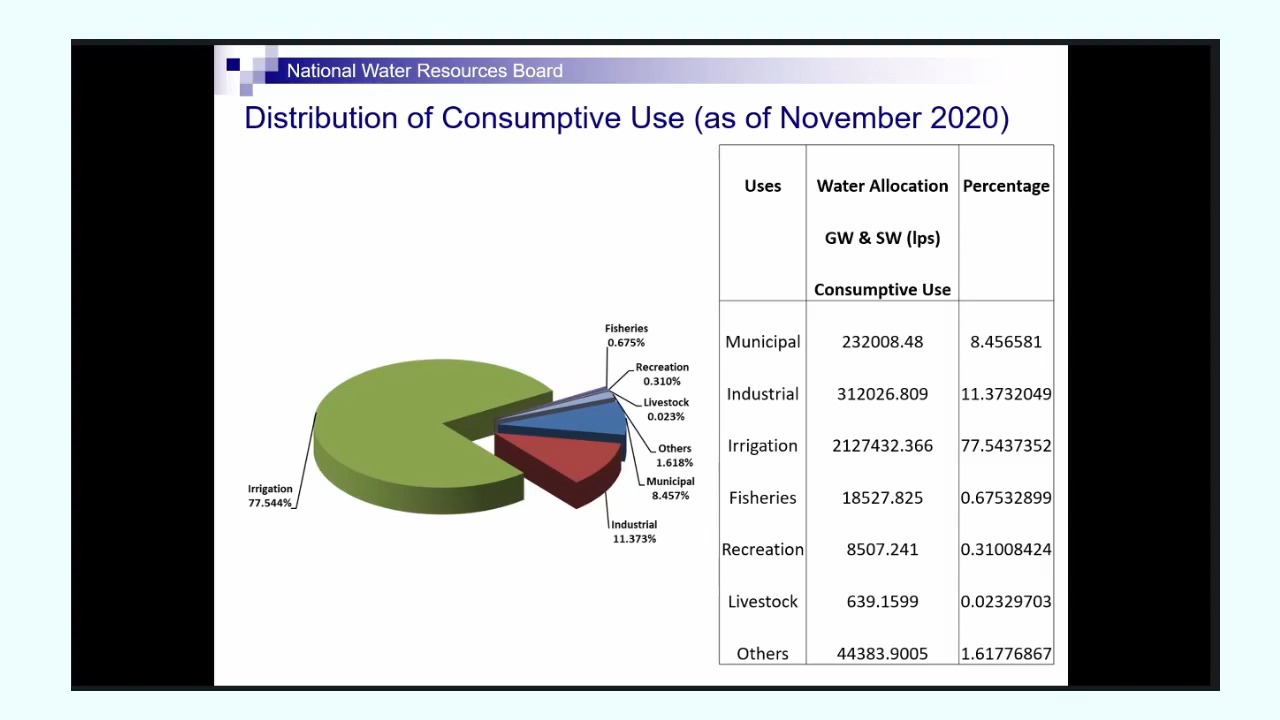 National Water Resources Board
Distribution of Consumptive Use (as of November 2020)
Fisheries
0.675%
Recreation
0.310%
Livestock
0.023%
Others
1.618%
Municipal
8.457%
Industrial
11.373%
Irrigation
77.544%
Uses Water Allocation Percentage
GW & SW (lps)
Consumptive Use
Municipal 232008.48 8.456581
Industrial 312026.809 11.3732049
Irrigation 2127432.366 77.5437352
Fisheries 18527.825 0.67532899
Recreation 8507.241 0.31008424
Livestock 639.1599 0.02329703
Others 44383.9005 1.61776867